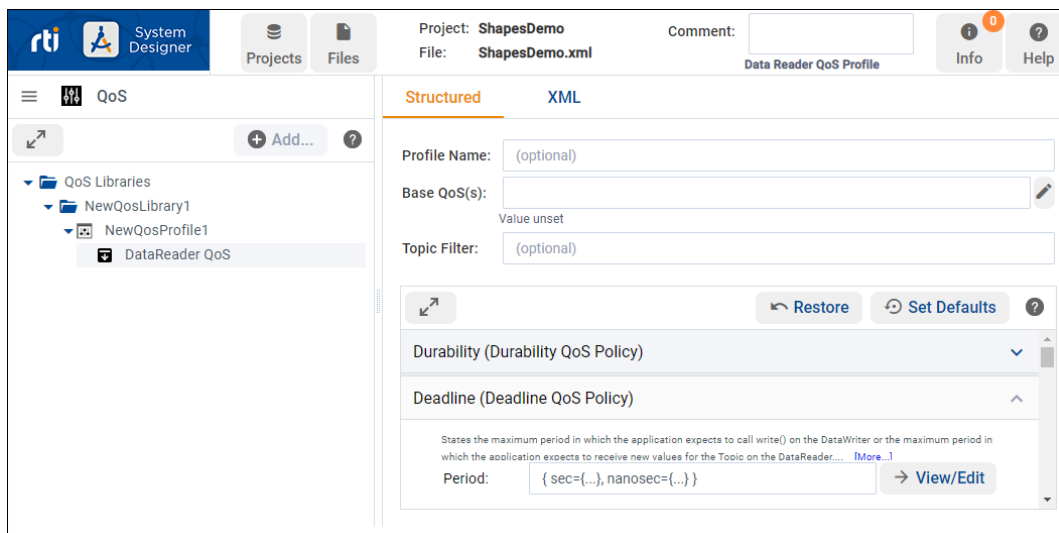 rti
System
Designer
Projects
Files
Project: ShapesDemo
File: ShapesDemo.xml
Comment:
Data Reader QoS Profile
0
Info
?
Help
QoS
Add...
?
QoS Libraries
NewQosLibrary1
NewQosProfile1
DataReader QoS
Structured
XML
Profile Name: (optional)
Base QoS(s):
Value unset
Topic Filter: (optional)
Restore
Set Defaults
?
Durability (Durability QoS Policy)
Deadline (Deadline QoS Policy)
States the maximum period in which the application expects to call write() on the DataWriter or the maximum period in
which the application expects to receive new values for the Topic on the DataReader.... [More...]
Period: { sec={...}, nanosec={...} } View/Edit